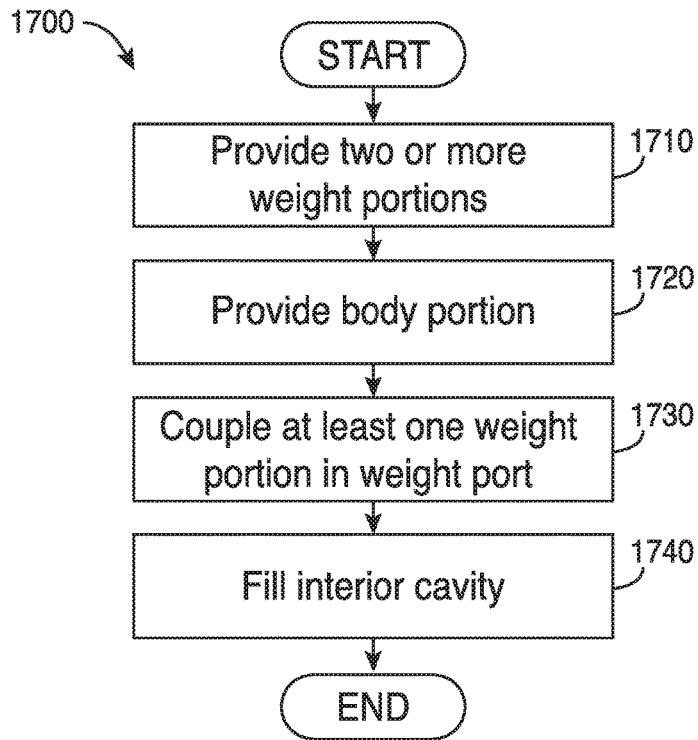 1700
START
Provide two or more
weight portions
1710
Provide body portion
1720
Couple at least one weight
portion in weight port
1730
Fill interior cavity
1740
END